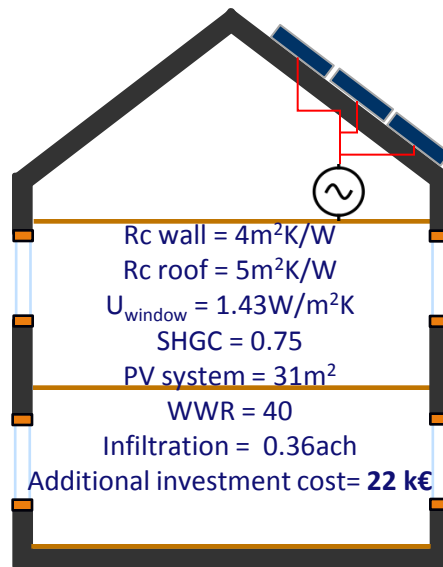 Rc wall = 4m²K/W
Rc roof = 5m²K/W
U_window = 1.43W/m²K
SHGC = 0.75
PV system = 31m²
WWR = 40
Infiltration = 0.36ach
Additional investment cost= 22 k€